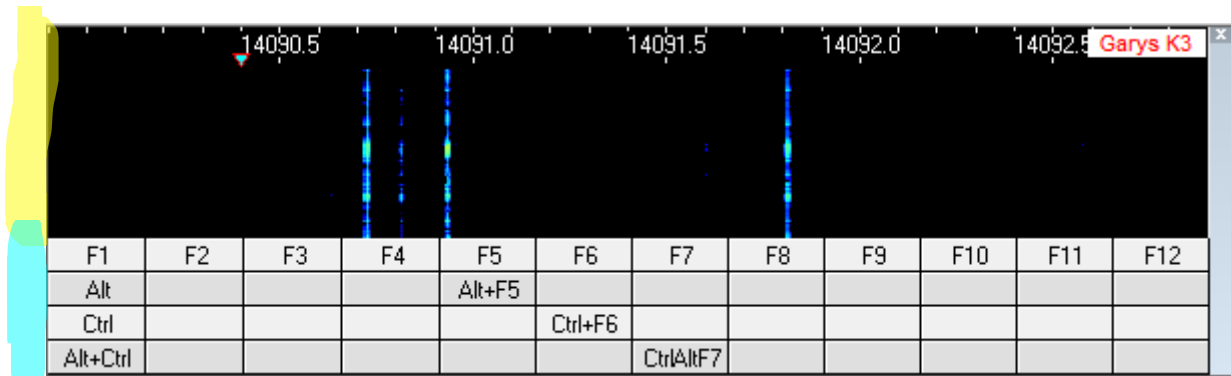 14090.5 14091.0 14091.5 14092.0 14092.5 Garys K3 x
F1 F2 F3 F4 F5 F6 F7 F8 F9 F10 F11 F12
Alt Alt+F5
Ctrl Ctrl+F6
Alt+Ctrl CtrlAltF7